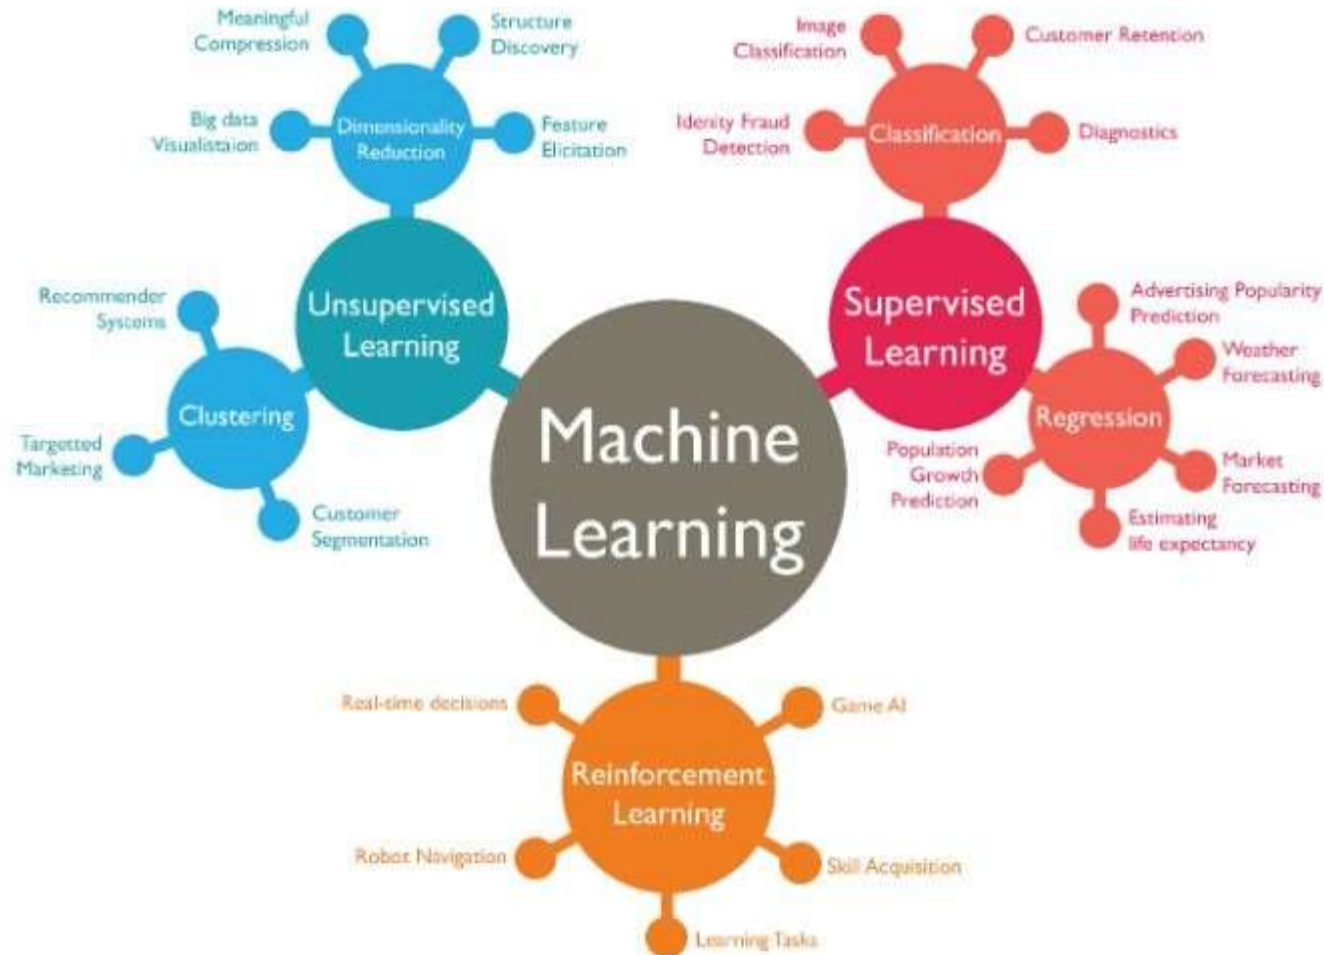 Meaningful
Compression
Structure
Discovery
Big data
Visualistaion
Dimensionality
Reduction
Feature
Elicitation
Image
Classification
Customer Retention
Idenity Fraud
Detection
Classification
Diagnostics
Unsupervised
Learning
Supervised
Learning
Recommender
Systems
Clustering
Targetted
Marketing
Customer
Segmentation
Machine
Learning
Advertising Popularity
Prediction
Weather
Forecasting
Regression
Population
Growth
Prediction
Market
Forecasting
Estimating
life expectancy
Real-time decisions
Game AI
Reinforcement
Learning
Robot Navigation
Skill Acquisition
Learning Tasks